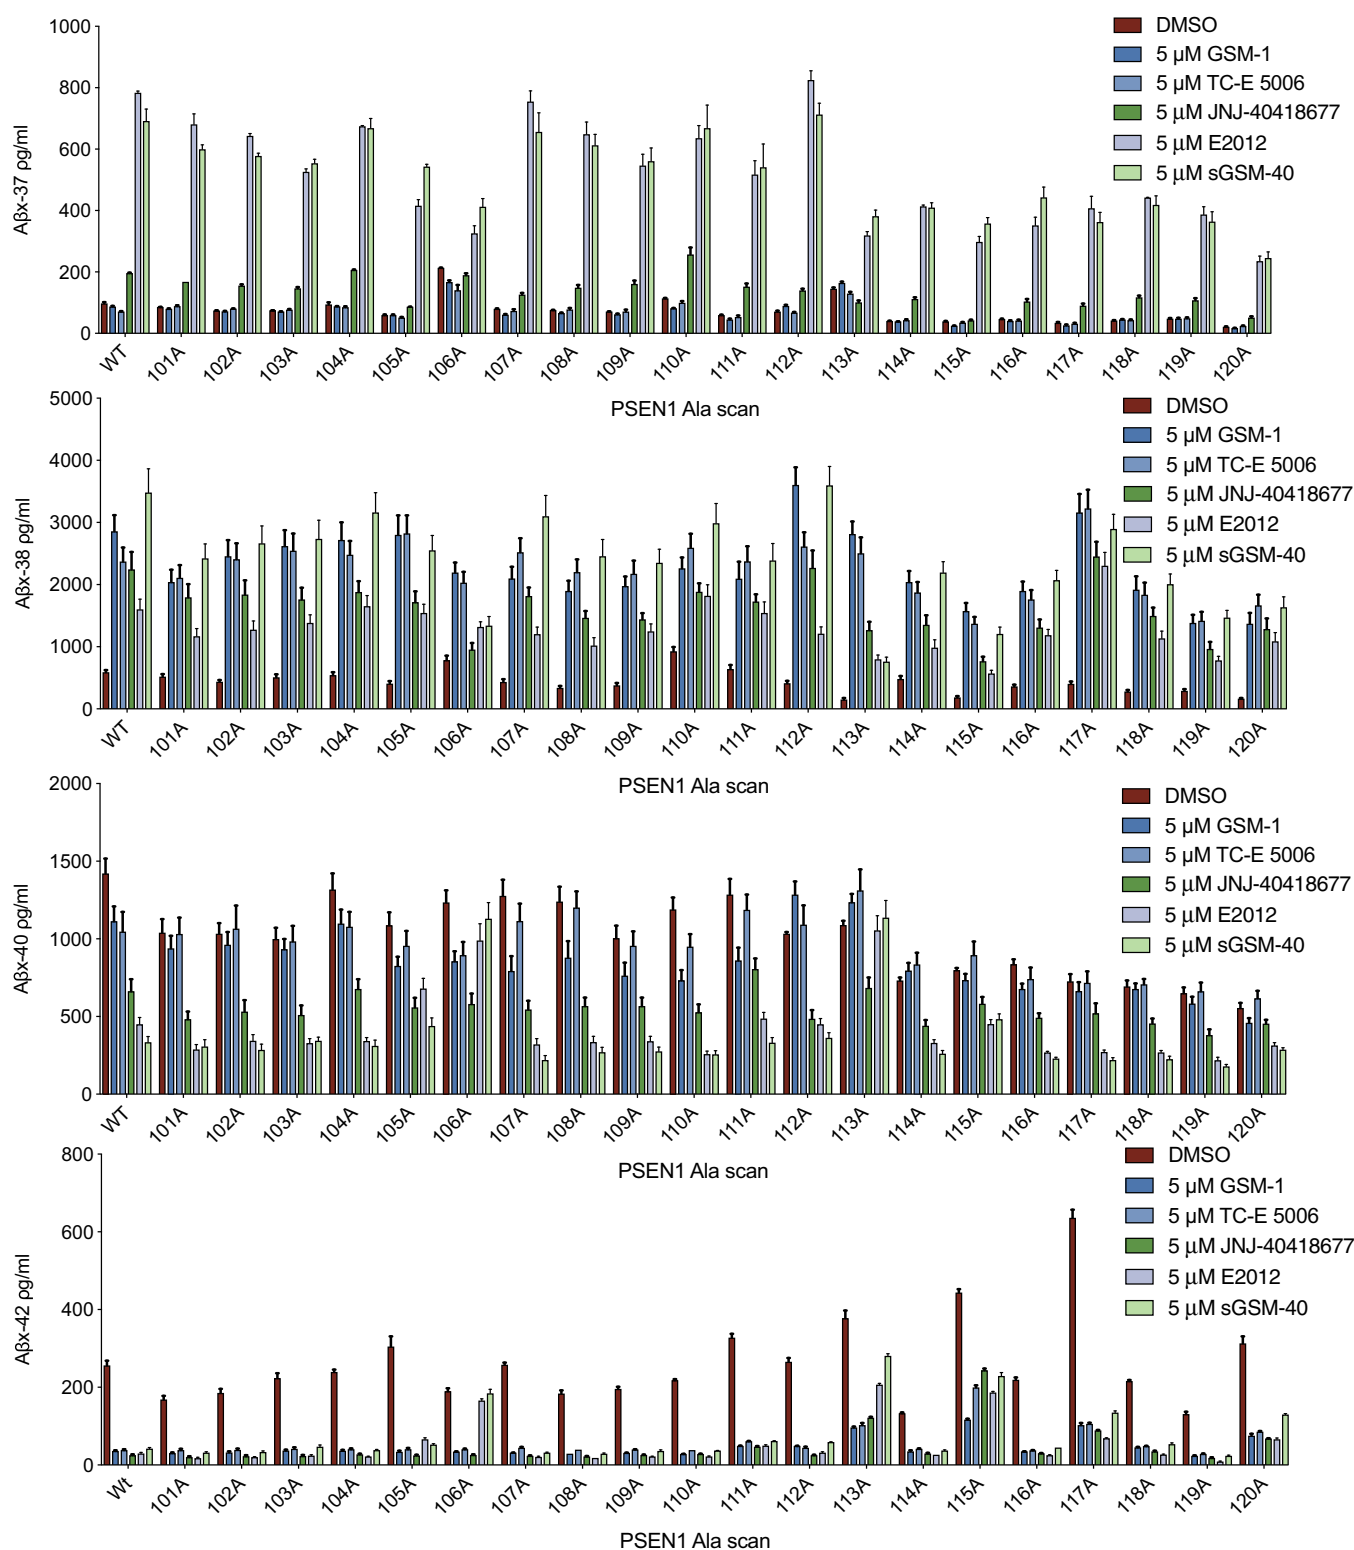 1000
800
600
400
200
0
Aβx-37 ρg/ml
DMSO
5 µM GSM-1
5 µM TC-E 5006
5 µM JNJ-40418677
5 µM E2012
5 µM sGSM-40
WT 101A 102A 103A 104A 105A 106A 107A 108A 109A 110A 111A 112A 113A 114A 115A 116A 117A 118A 119A 120A
PSEN1 Ala scan
5000
4000
3000
2000
1000
0
Aβx-38 ρg/ml
DMSO
5 µM GSM-1
5 µM TC-E 5006
5 µM JNJ-40418677
5 µM E2012
5 µM sGSM-40
WT 101A 102A 103A 104A 105A 106A 107A 108A 109A 110A 111A 112A 113A 114A 115A 116A 117A 118A 119A 120A
PSEN1 Ala scan
2000
1500
1000
500
0
Aβx-40 ρg/ml
DMSO
5 µM GSM-1
5 µM TC-E 5006
5 µM JNJ-40418677
5 µM E2012
5 µM sGSM-40
WT 101A 102A 103A 104A 105A 106A 107A 108A 109A 110A 111A 112A 113A 114A 115A 116A 117A 118A 119A 120A
PSEN1 Ala scan
800
600
400
200
0
Aβx-42 ρg/ml
DMSO
5 µM GSM-1
5 µM TC-E 5006
5 µM JNJ-40418677
5 µM E2012
5 µM sGSM-40
Wt 101A 102A 103A 104A 105A 106A 107A 108A 109A 110A 111A 112A 113A 114A 115A 116A 117A 118A 119A 120A
PSEN1 Ala scan